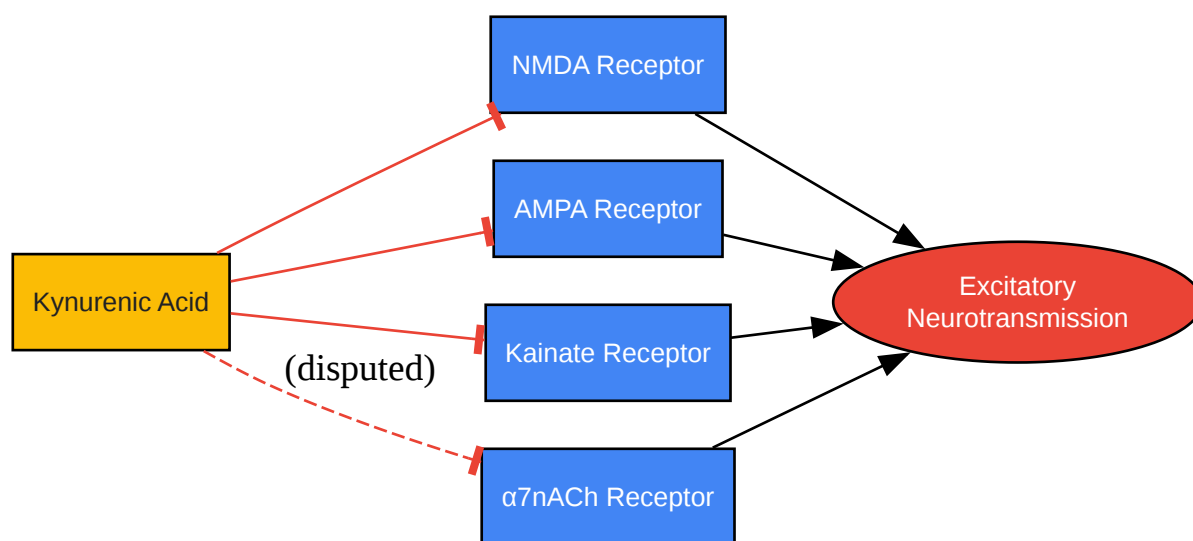 NMDA Receptor
AMPA Receptor
Kynurenic Acid
Excitatory
Neurotransmission
Kainate Receptor
(disputed)
α7nACh Receptor